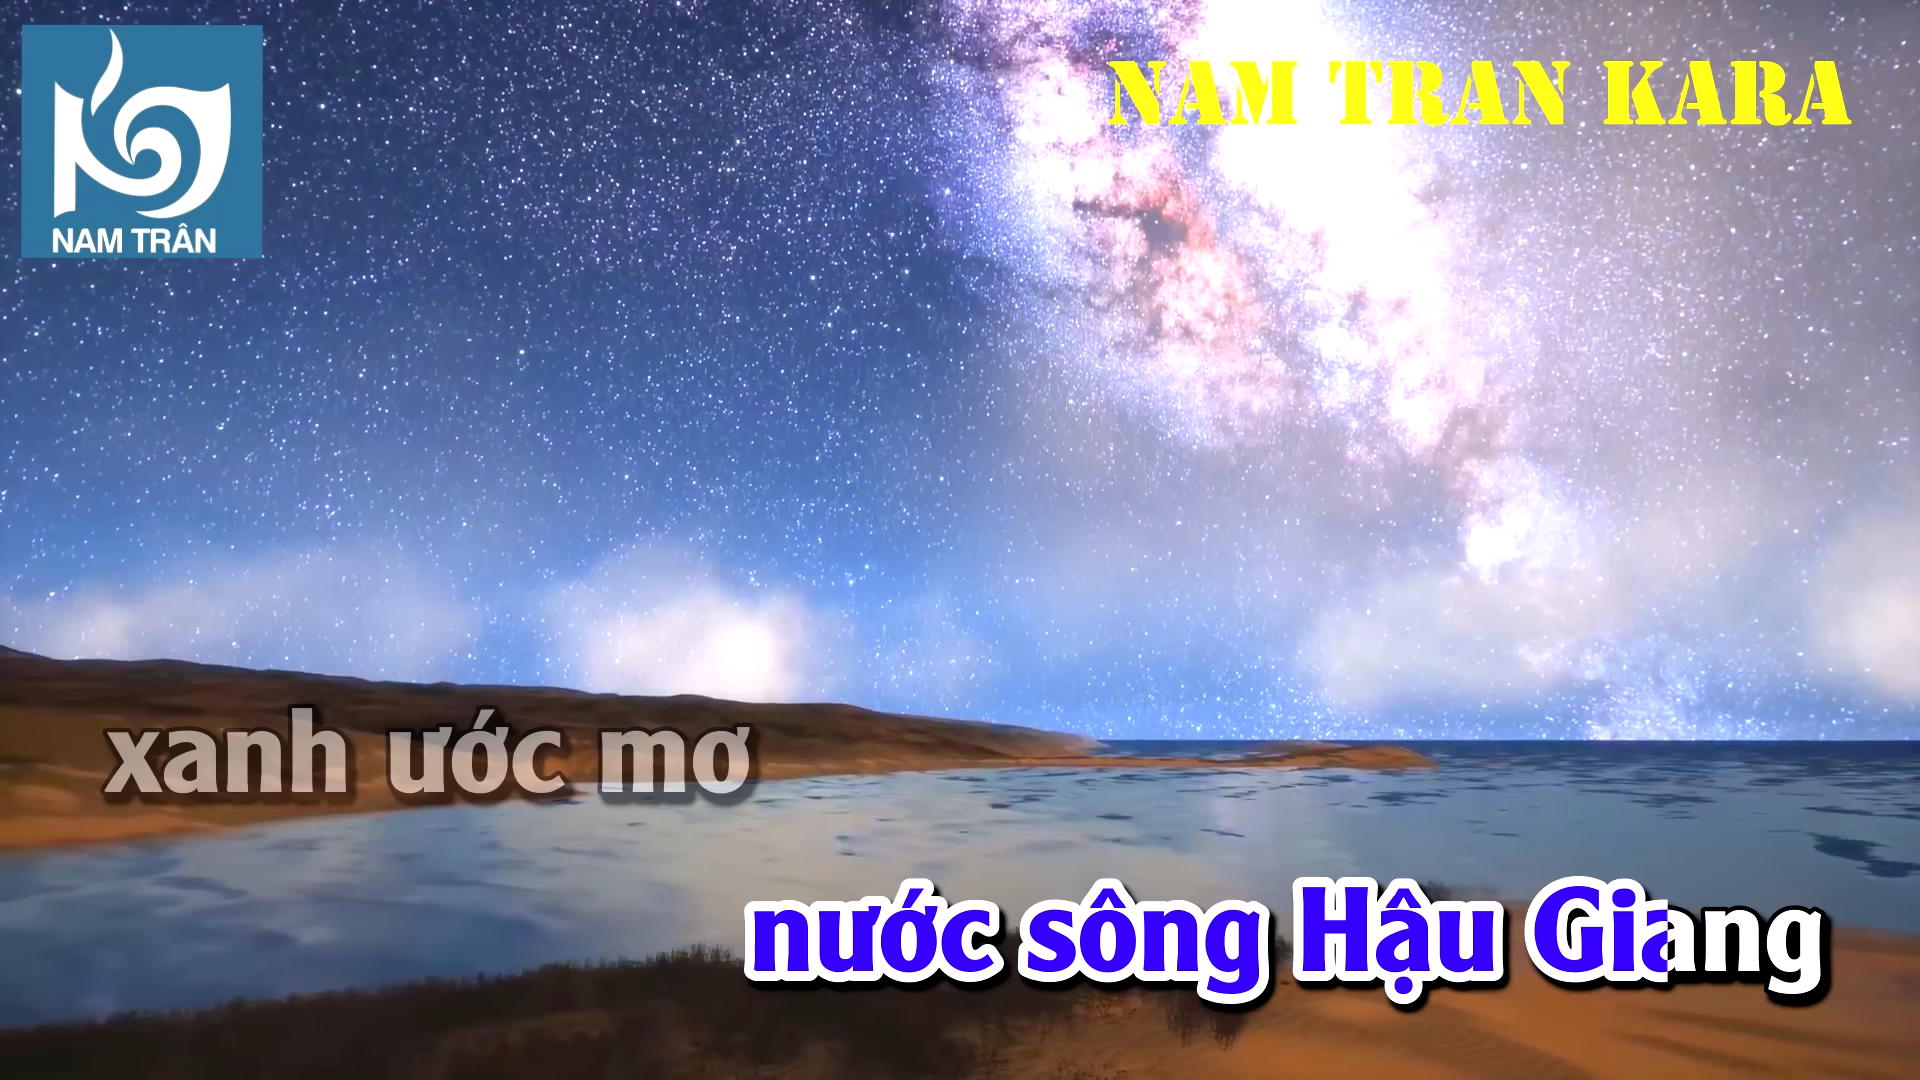 NAM TRAN KARA
NAM TRÂN
xanh ước mơ
nước sông Hậu Giang